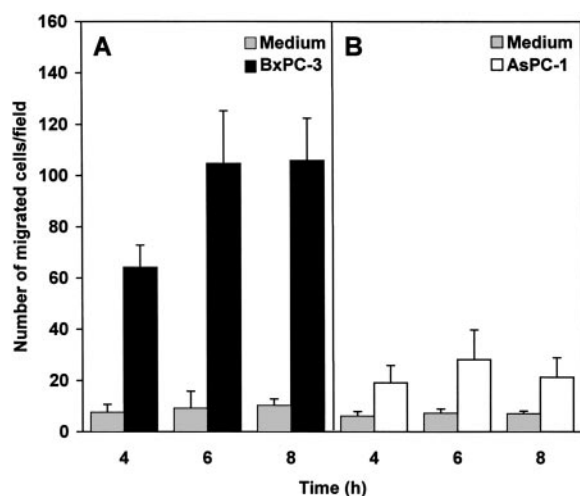 A
Medium
BxPC-3
B
Medium
AsPC-1
Number of migrated cells/field
160
140
120
100
80
60
40
20
0
4 6 8 4 6 8
Time (h)